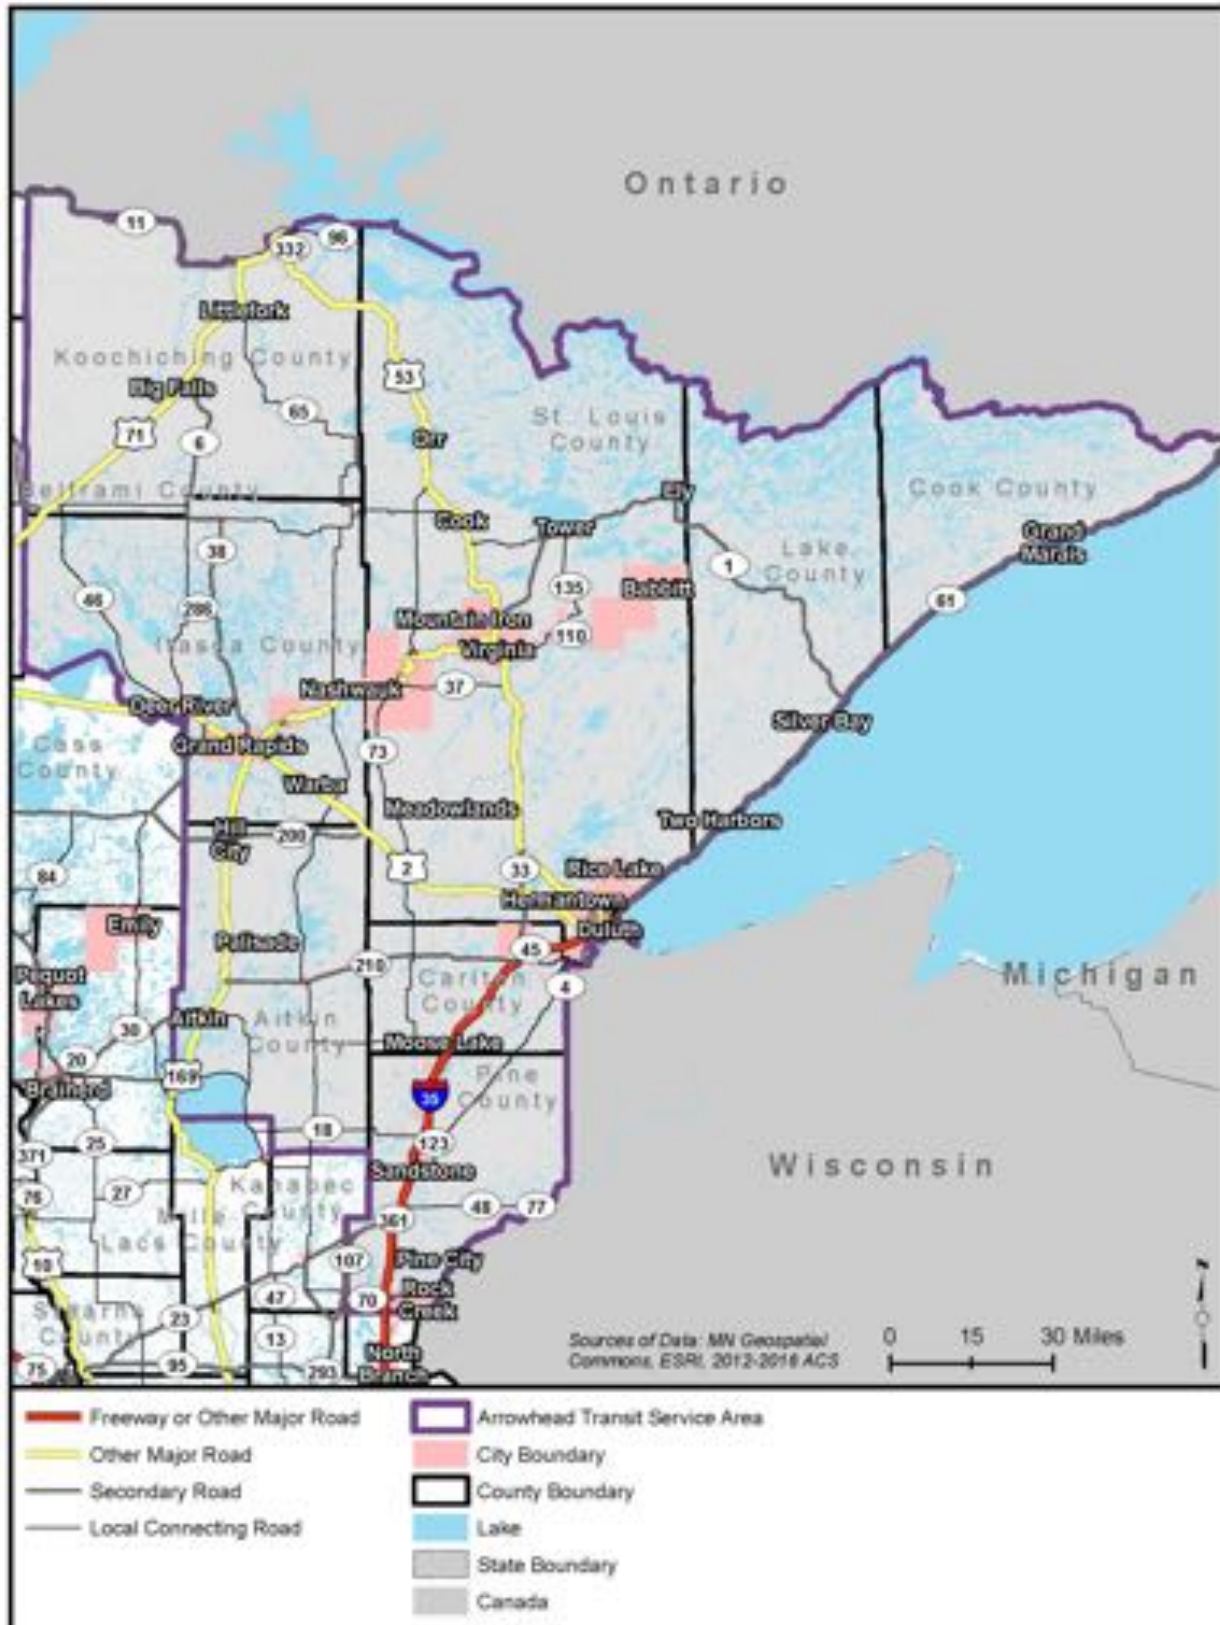 Ontario
11
332
96
Littlefork
Koochiching County
Big Falls
53
65
71
6
Orr
St. Louis
County
Beltrami County
Ely
Cook County
Cook
Tower
Grand
Marais
38
Lake
County
1
46
286
135
Babbitt
61
Mountain Iron
110
Itasca County
Virginia
Nashwauk
37
Deer River
Silver Bay
Cass
County
Grand Rapids
73
Warba
Meadowlands
Two Harbors
Hill
City
200
84
2
33
Rice Lake
Hermantown
Emily
Duluth
Palisade
45
210
Pequot
Lakes
Carlton
County
4
Michigan
30
Aitkin
Aitkin
County
Moose Lake
20
169
Brainerd
35
Pine
County
18
123
25
371
Sandstone
Wisconsin
76
27
Kanabec
County
48
77
Mille
Lacs County
361
10
107
Pine City
47
70
Rock
Creek
Stearns
County
23
13
North
Branch
75
95
293
Sources of Data: MN Geospatial
Commons, ESRI, 2012-2016 ACS
0 15 30 Miles
N
Freeway or Other Major Road
Other Major Road
Secondary Road
Local Connecting Road
Arrowhead Transit Service Area
City Boundary
County Boundary
Lake
State Boundary
Canada